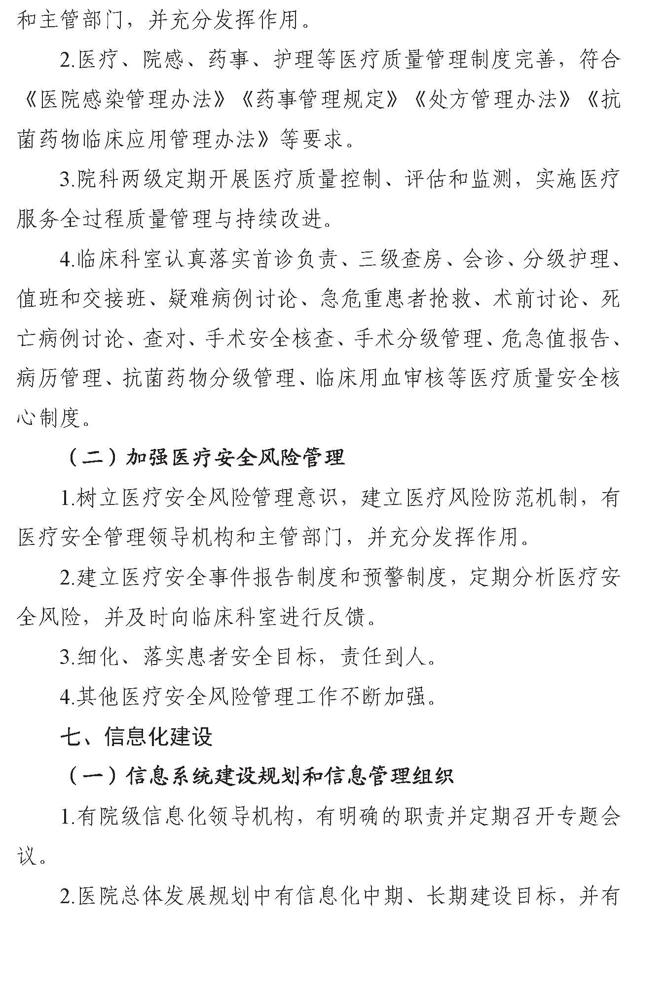 和主管部门，并充分发挥作用。
2.医疗、院感、药事、护理等医疗质量管理制度完善，符合
《医院感染管理办法》《药事管理规定》《处方管理办法》《抗
菌药物临床应用管理办法》等要求。
3.院科两级定期开展医疗质量控制、评估和监测，实施医疗
服务全过程质量管理与持续改进。
4.临床科室认真落实首诊负责、三级查房、会诊、分级护理、
值班和交接班、疑难病例讨论、急危重患者抢救、术前讨论、死
亡病例讨论、查对、手术安全核查、手术分级管理、危急值报告、
病历管理、抗菌药物分级管理、临床用血审核等医疗质量安全核
心制度。
（二）加强医疗安全风险管理
1.树立医疗安全风险管理意识，建立医疗风险防范机制，有
医疗安全管理领导机构和主管部门，并充分发挥作用。
2.建立医疗安全事件报告制度和预警制度，定期分析医疗安
全风险，并及时向临床科室进行反馈。
3.细化、落实患者安全目标，责任到人。
4.其他医疗安全风险管理工作不断加强。
七、信息化建设
（一）信息系统建设规划和信息管理组织
1.有院级信息化领导机构，有明确的职责并定期召开专题会
议。
2.医院总体发展规划中有信息化中期、长期建设目标，并有